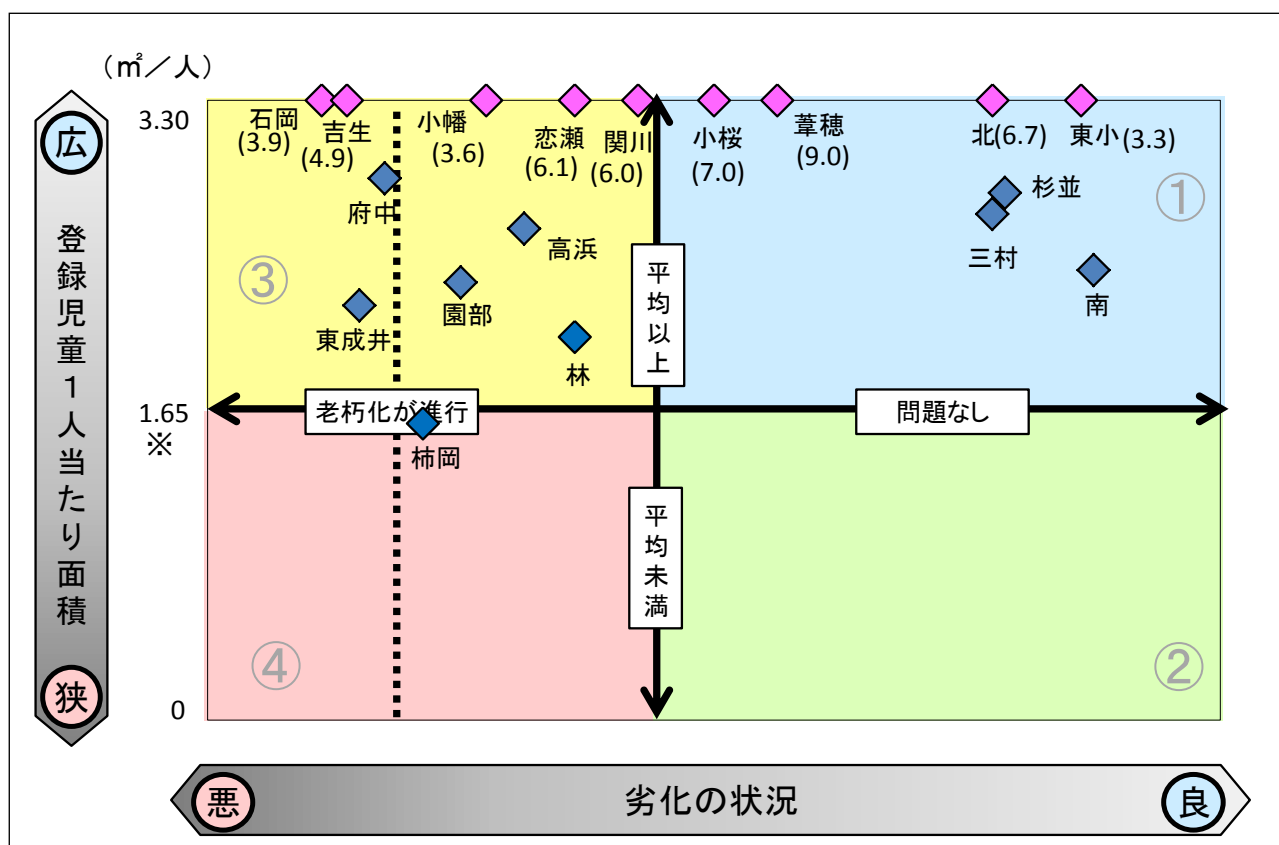 （㎡／人）
3.30
1.65
※
0
広
登録児童１人当たり面積
狭
石岡
(3.9)
吉生
(4.9)
小幡
(3.6)
恋瀬
(6.1)
関川
(6.0)
小桜
(7.0)
葦穂
(9.0)
北(6.7)
東小(3.3)
府中
高浜
杉並
三村
①
③
園部
南
東成井
林
平均以上
老朽化が進行
問題なし
柿岡
平均未満
④
②
悪
劣化の状況
良